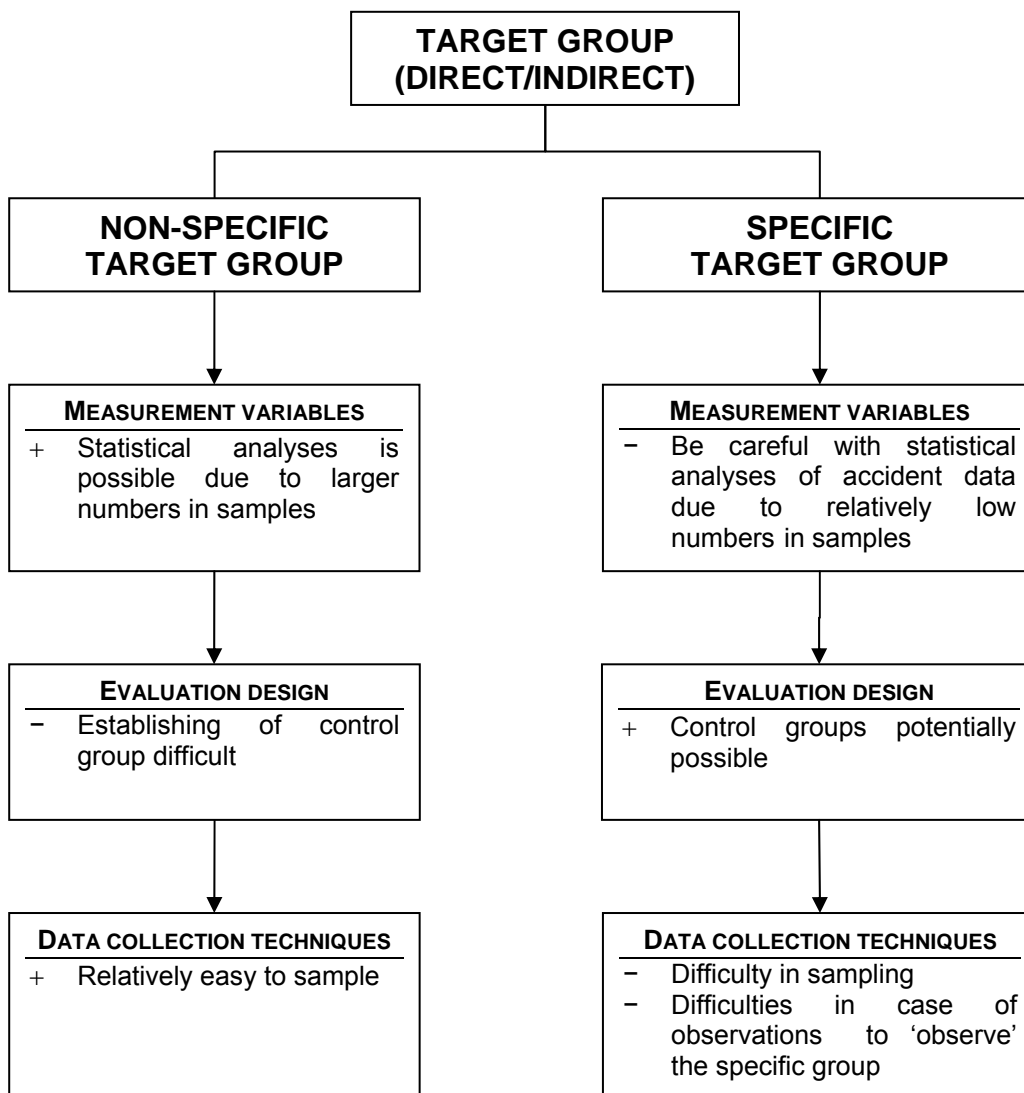 TARGET GROUP
(DIRECT/INDIRECT)
NON-SPECIFIC
TARGET GROUP
MEASUREMENT VARIABLES
+ Statistical analyses is
possible due to larger
numbers in samples
EVALUATION DESIGN
− Establishing of control
group difficult
DATA COLLECTION TECHNIQUES
+ Relatively easy to sample
SPECIFIC
TARGET GROUP
MEASUREMENT VARIABLES
− Be careful with statistical
analyses of accident data
due to relatively low
numbers in samples
EVALUATION DESIGN
+ Control groups potentially
possible
DATA COLLECTION TECHNIQUES
− Difficulty in sampling
− Difficulties in case of
observations to ‘observe’
the specific group